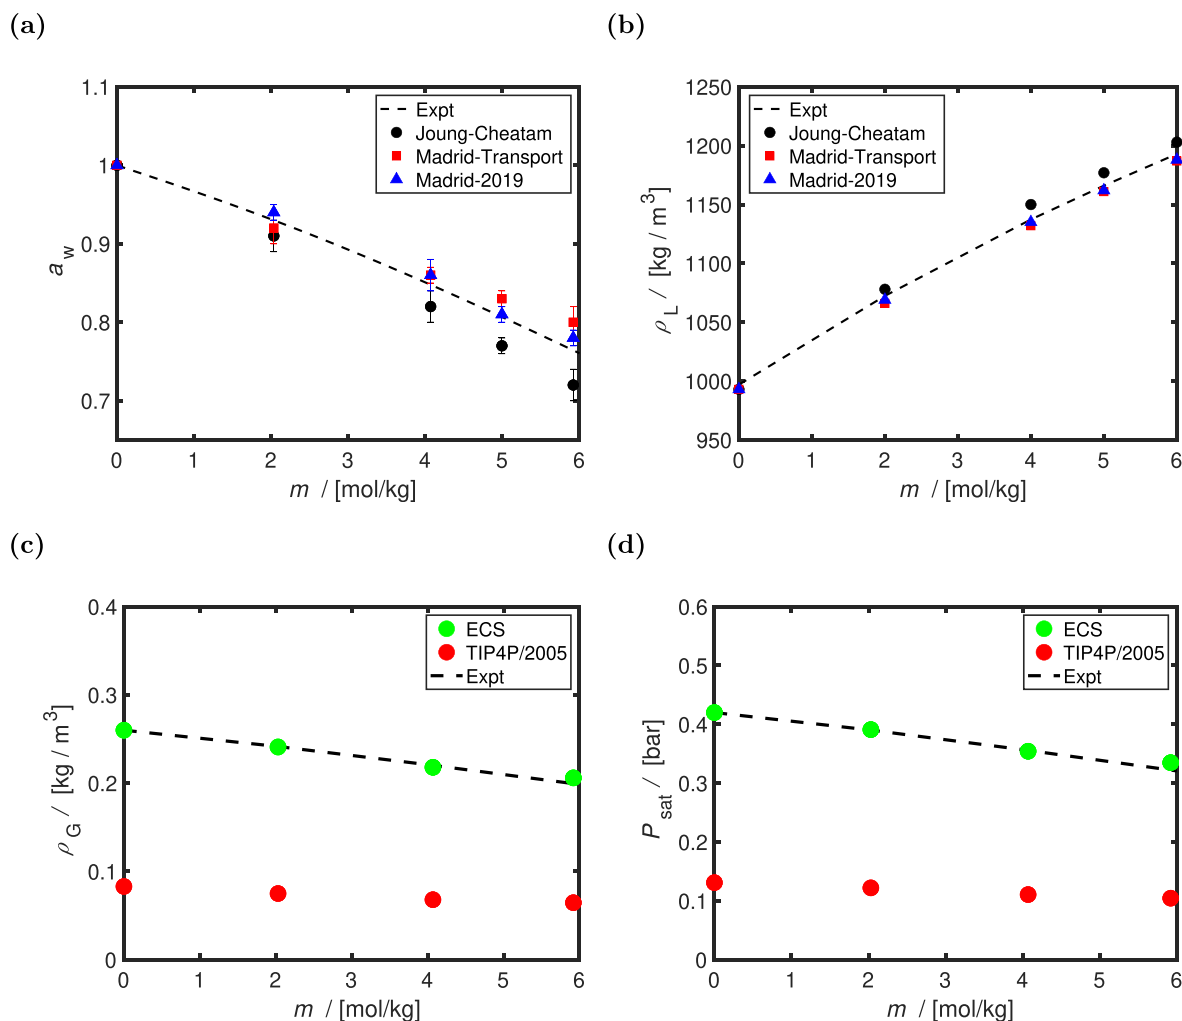 (a)
1.1
1
0.9
0.8
0.7
a_w
0 1 2 3 4 5 6
m / [mol/kg]
Expt
Joung-Cheatam
Madrid-Transport
Madrid-2019
(b)
1250
1200
1150
1100
1050
1000
950
ρ_L / [kg / m³]
0 1 2 3 4 5 6
m / [mol/kg]
Expt
Joung-Cheatam
Madrid-Transport
Madrid-2019
(c)
0.4
0.3
0.2
0.1
0
ρ_G / [kg / m³]
0 1 2 3 4 5 6
m / [mol/kg]
ECS
TIP4P/2005
Expt
(d)
0.6
0.5
0.4
0.3
0.2
0.1
0
P_sat / [bar]
0 1 2 3 4 5 6
m / [mol/kg]
ECS
TIP4P/2005
Expt